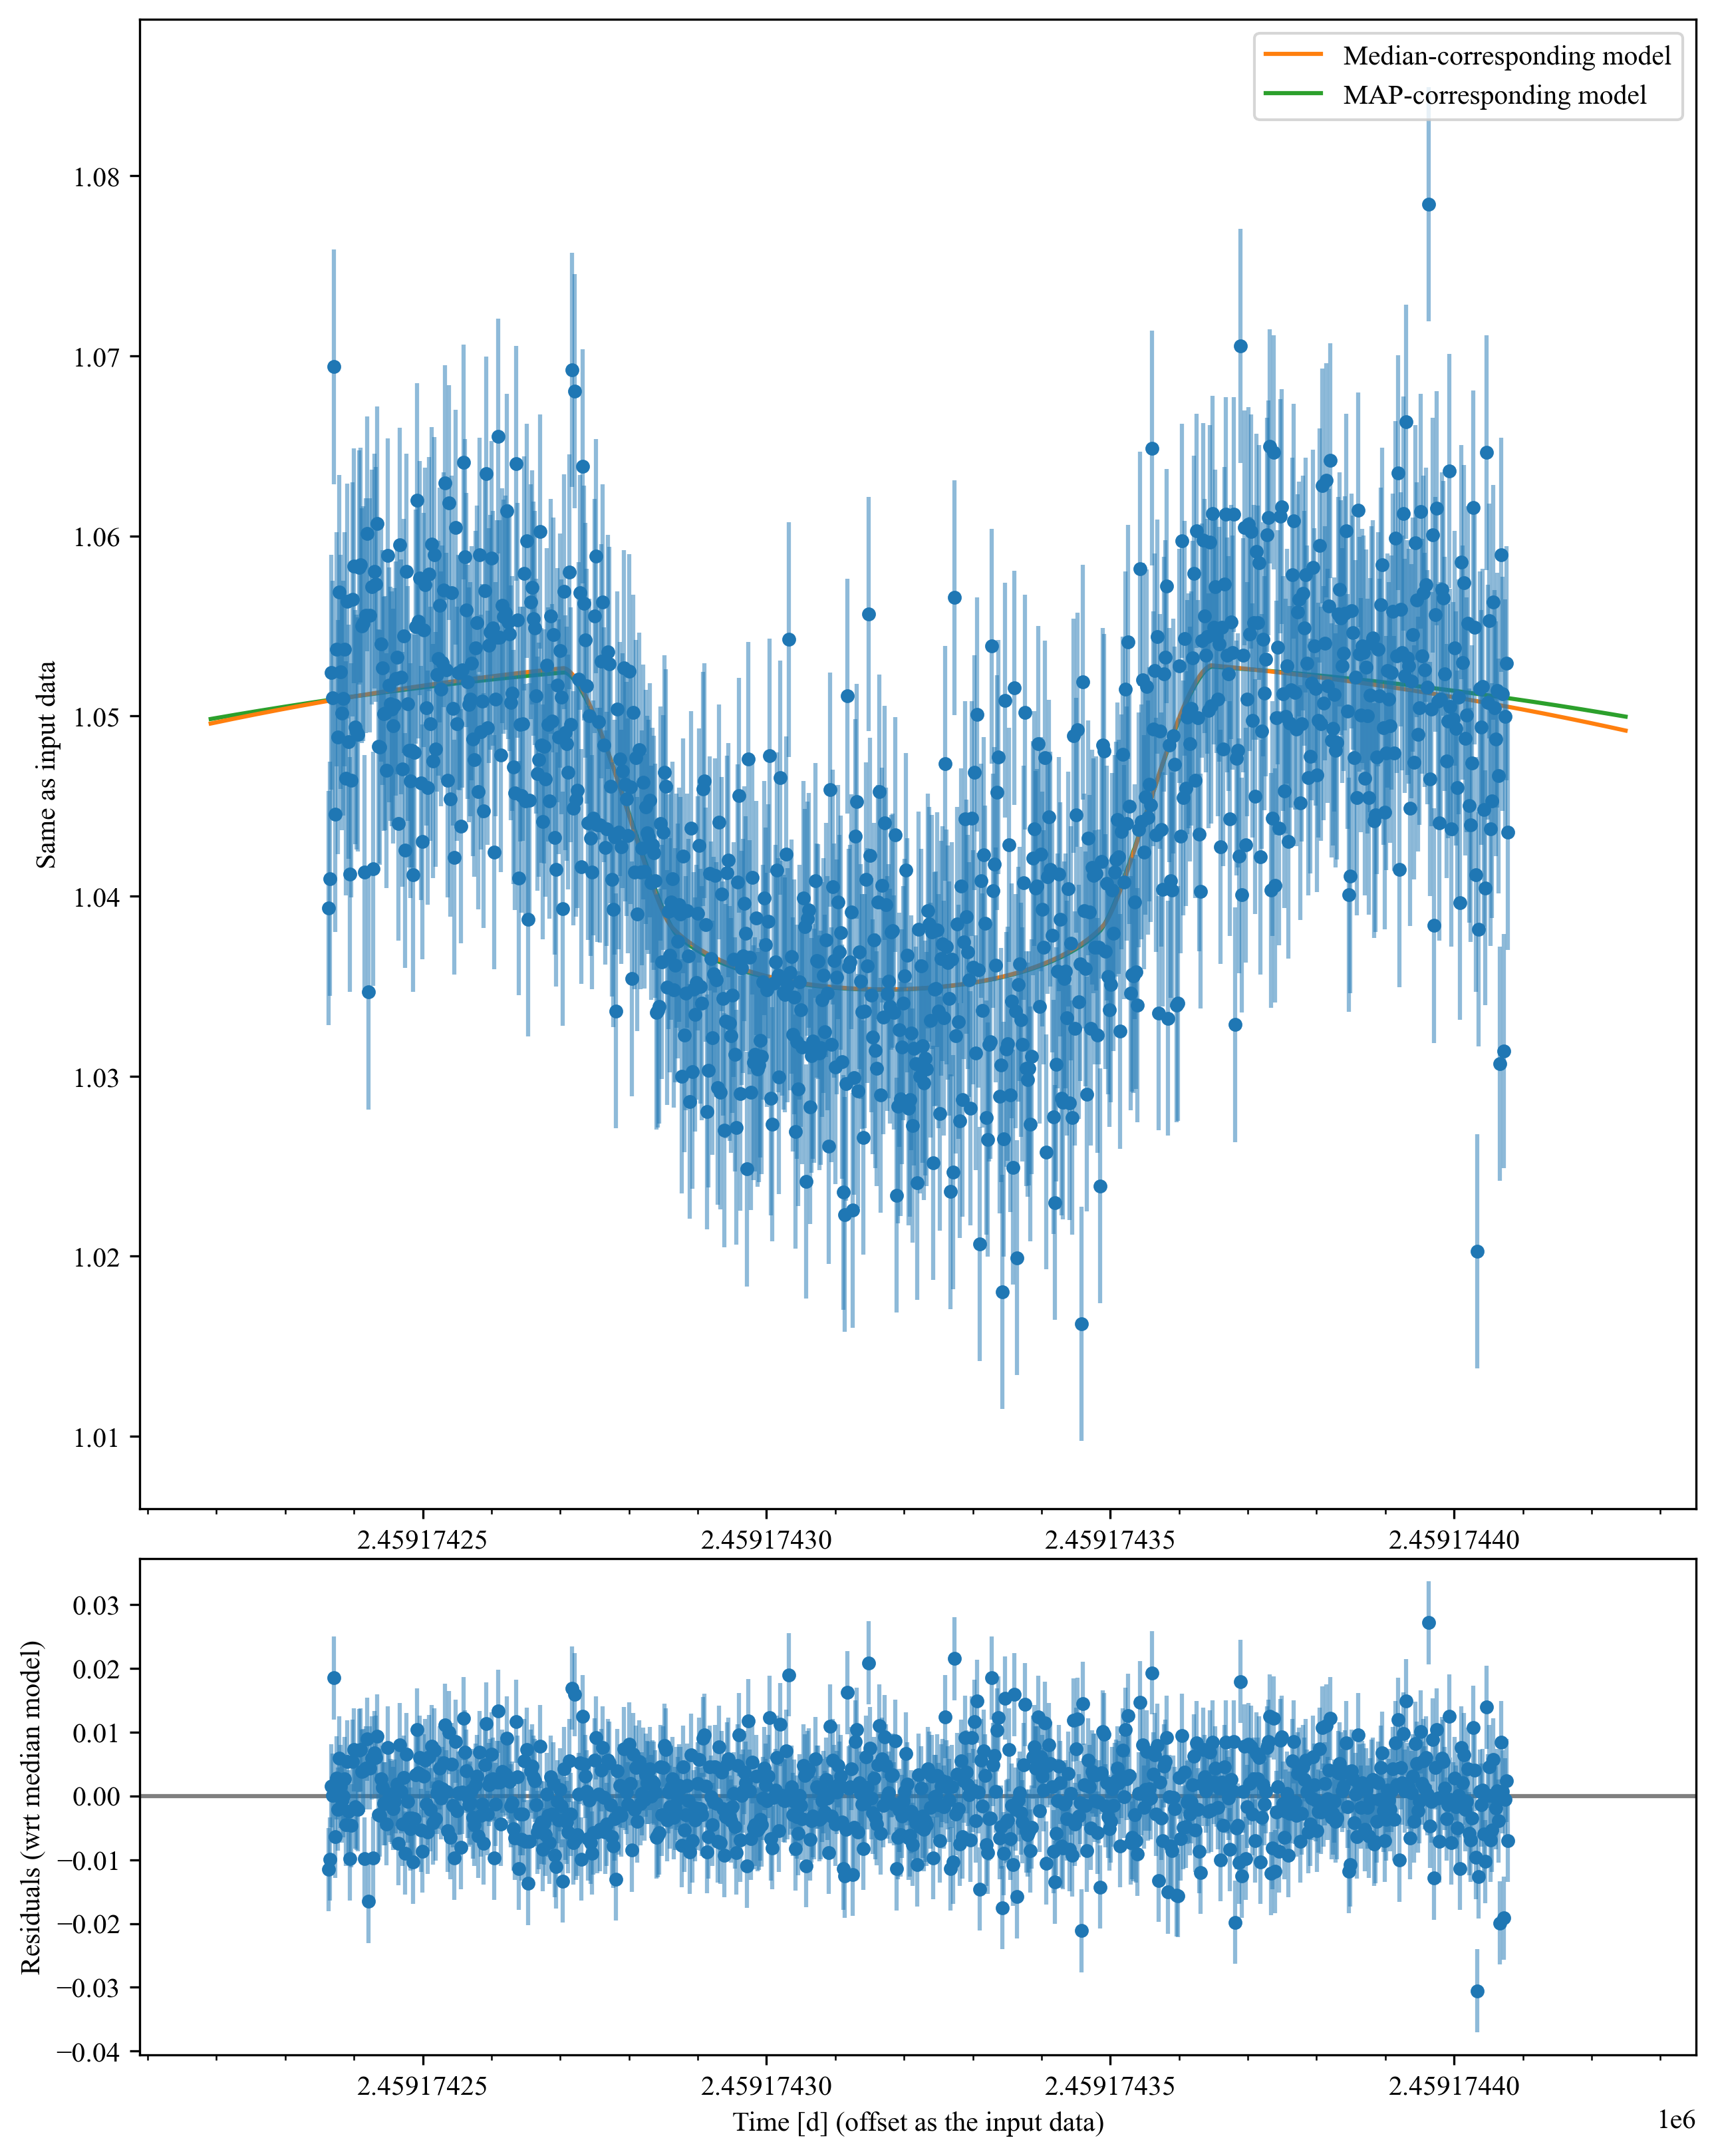 Median-corresponding model
MAP-corresponding model
Same as input data
1.08
1.07
1.06
1.05
1.04
1.03
1.02
1.01
2.45917425 2.45917430 2.45917435 2.45917440
Residuals (wrt median model)
0.03
0.02
0.01
0.00
−0.01
−0.02
−0.03
−0.04
2.45917425 2.45917430 2.45917435 2.45917440
Time [d] (offset as the input data)
1e6